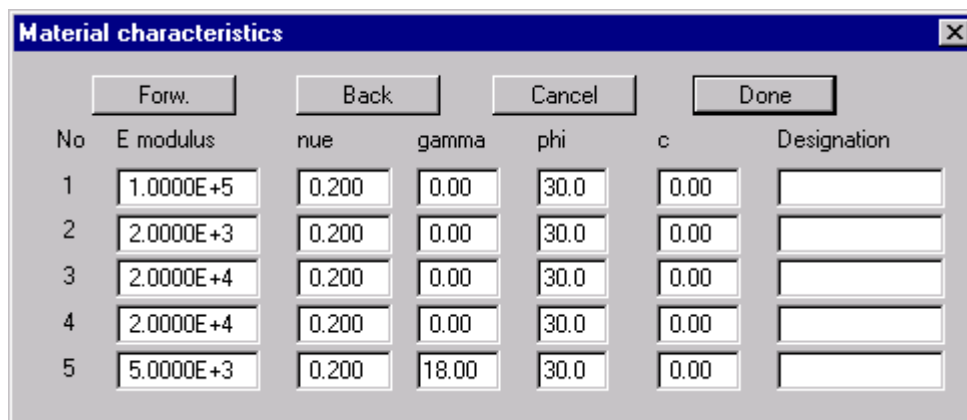 Material characteristics
Forw. Back Cancel Done
No E modulus nue gamma phi c Designation
1 1.0000E+5 0.200 0.00 30.0 0.00
2 2.0000E+3 0.200 0.00 30.0 0.00
3 2.0000E+4 0.200 0.00 30.0 0.00
4 2.0000E+4 0.200 0.00 30.0 0.00
5 5.0000E+3 0.200 18.00 30.0 0.00